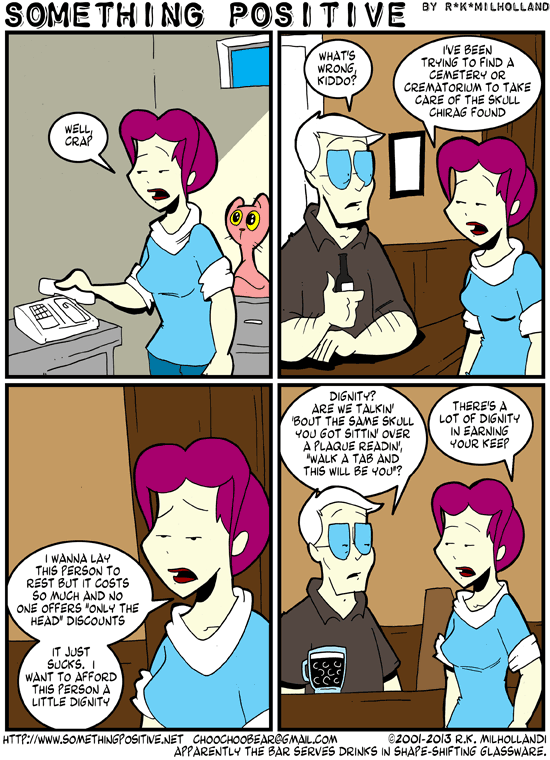 SOMETHING POSITIVE BY R*K*MILHOLLAND
WELL,
CRAP
WHAT'S
WRONG,
KIDDO?
I'VE BEEN
TRYING TO FIND A
CEMETERY OR
CREMATORIUM TO TAKE
CARE OF THE SKULL
CHIRAG FOUND
I WANNA LAY
THIS PERSON TO
REST BUT IT COSTS
SO MUCH AND NO
ONE OFFERS "ONLY THE
HEAD" DISCOUNTS
IT JUST
SUCKS. I
WANT TO AFFORD
THIS PERSON A
LITTLE DIGNITY
DIGNITY?
ARE WE TALKIN'
'BOUT THE SAME SKULL
YOU GOT SITTIN' OVER
A PLAQUE READIN',
"WALK A TAB AND
THIS WILL BE YOU"?
THERE'S A
LOT OF DIGNITY
IN EARNING
YOUR KEEP
HTTP://WWW.SOMETHINGPOSITIVE.NET CHOOCHOOBEAR@GMAIL.COM ©2001-2013 R.K. MILHOLLAND!
APPARENTLY THE BAR SERVES DRINKS IN SHAPE-SHIFTING GLASSWARE.